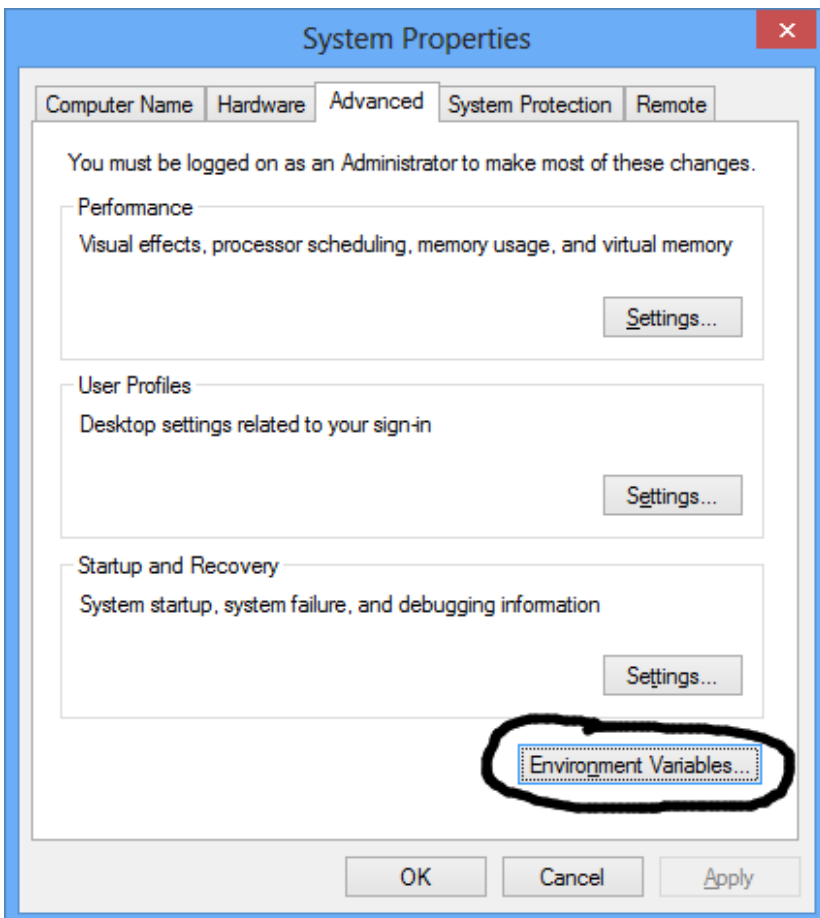 System Properties
Computer Name
Hardware
Advanced
System Protection
Remote
You must be logged on as an Administrator to make most of these changes.
Performance
Visual effects, processor scheduling, memory usage, and virtual memory
Settings...
User Profiles
Desktop settings related to your sign-in
Settings...
Startup and Recovery
System startup, system failure, and debugging information
Settings...
Environment Variables...
OK
Cancel
Apply